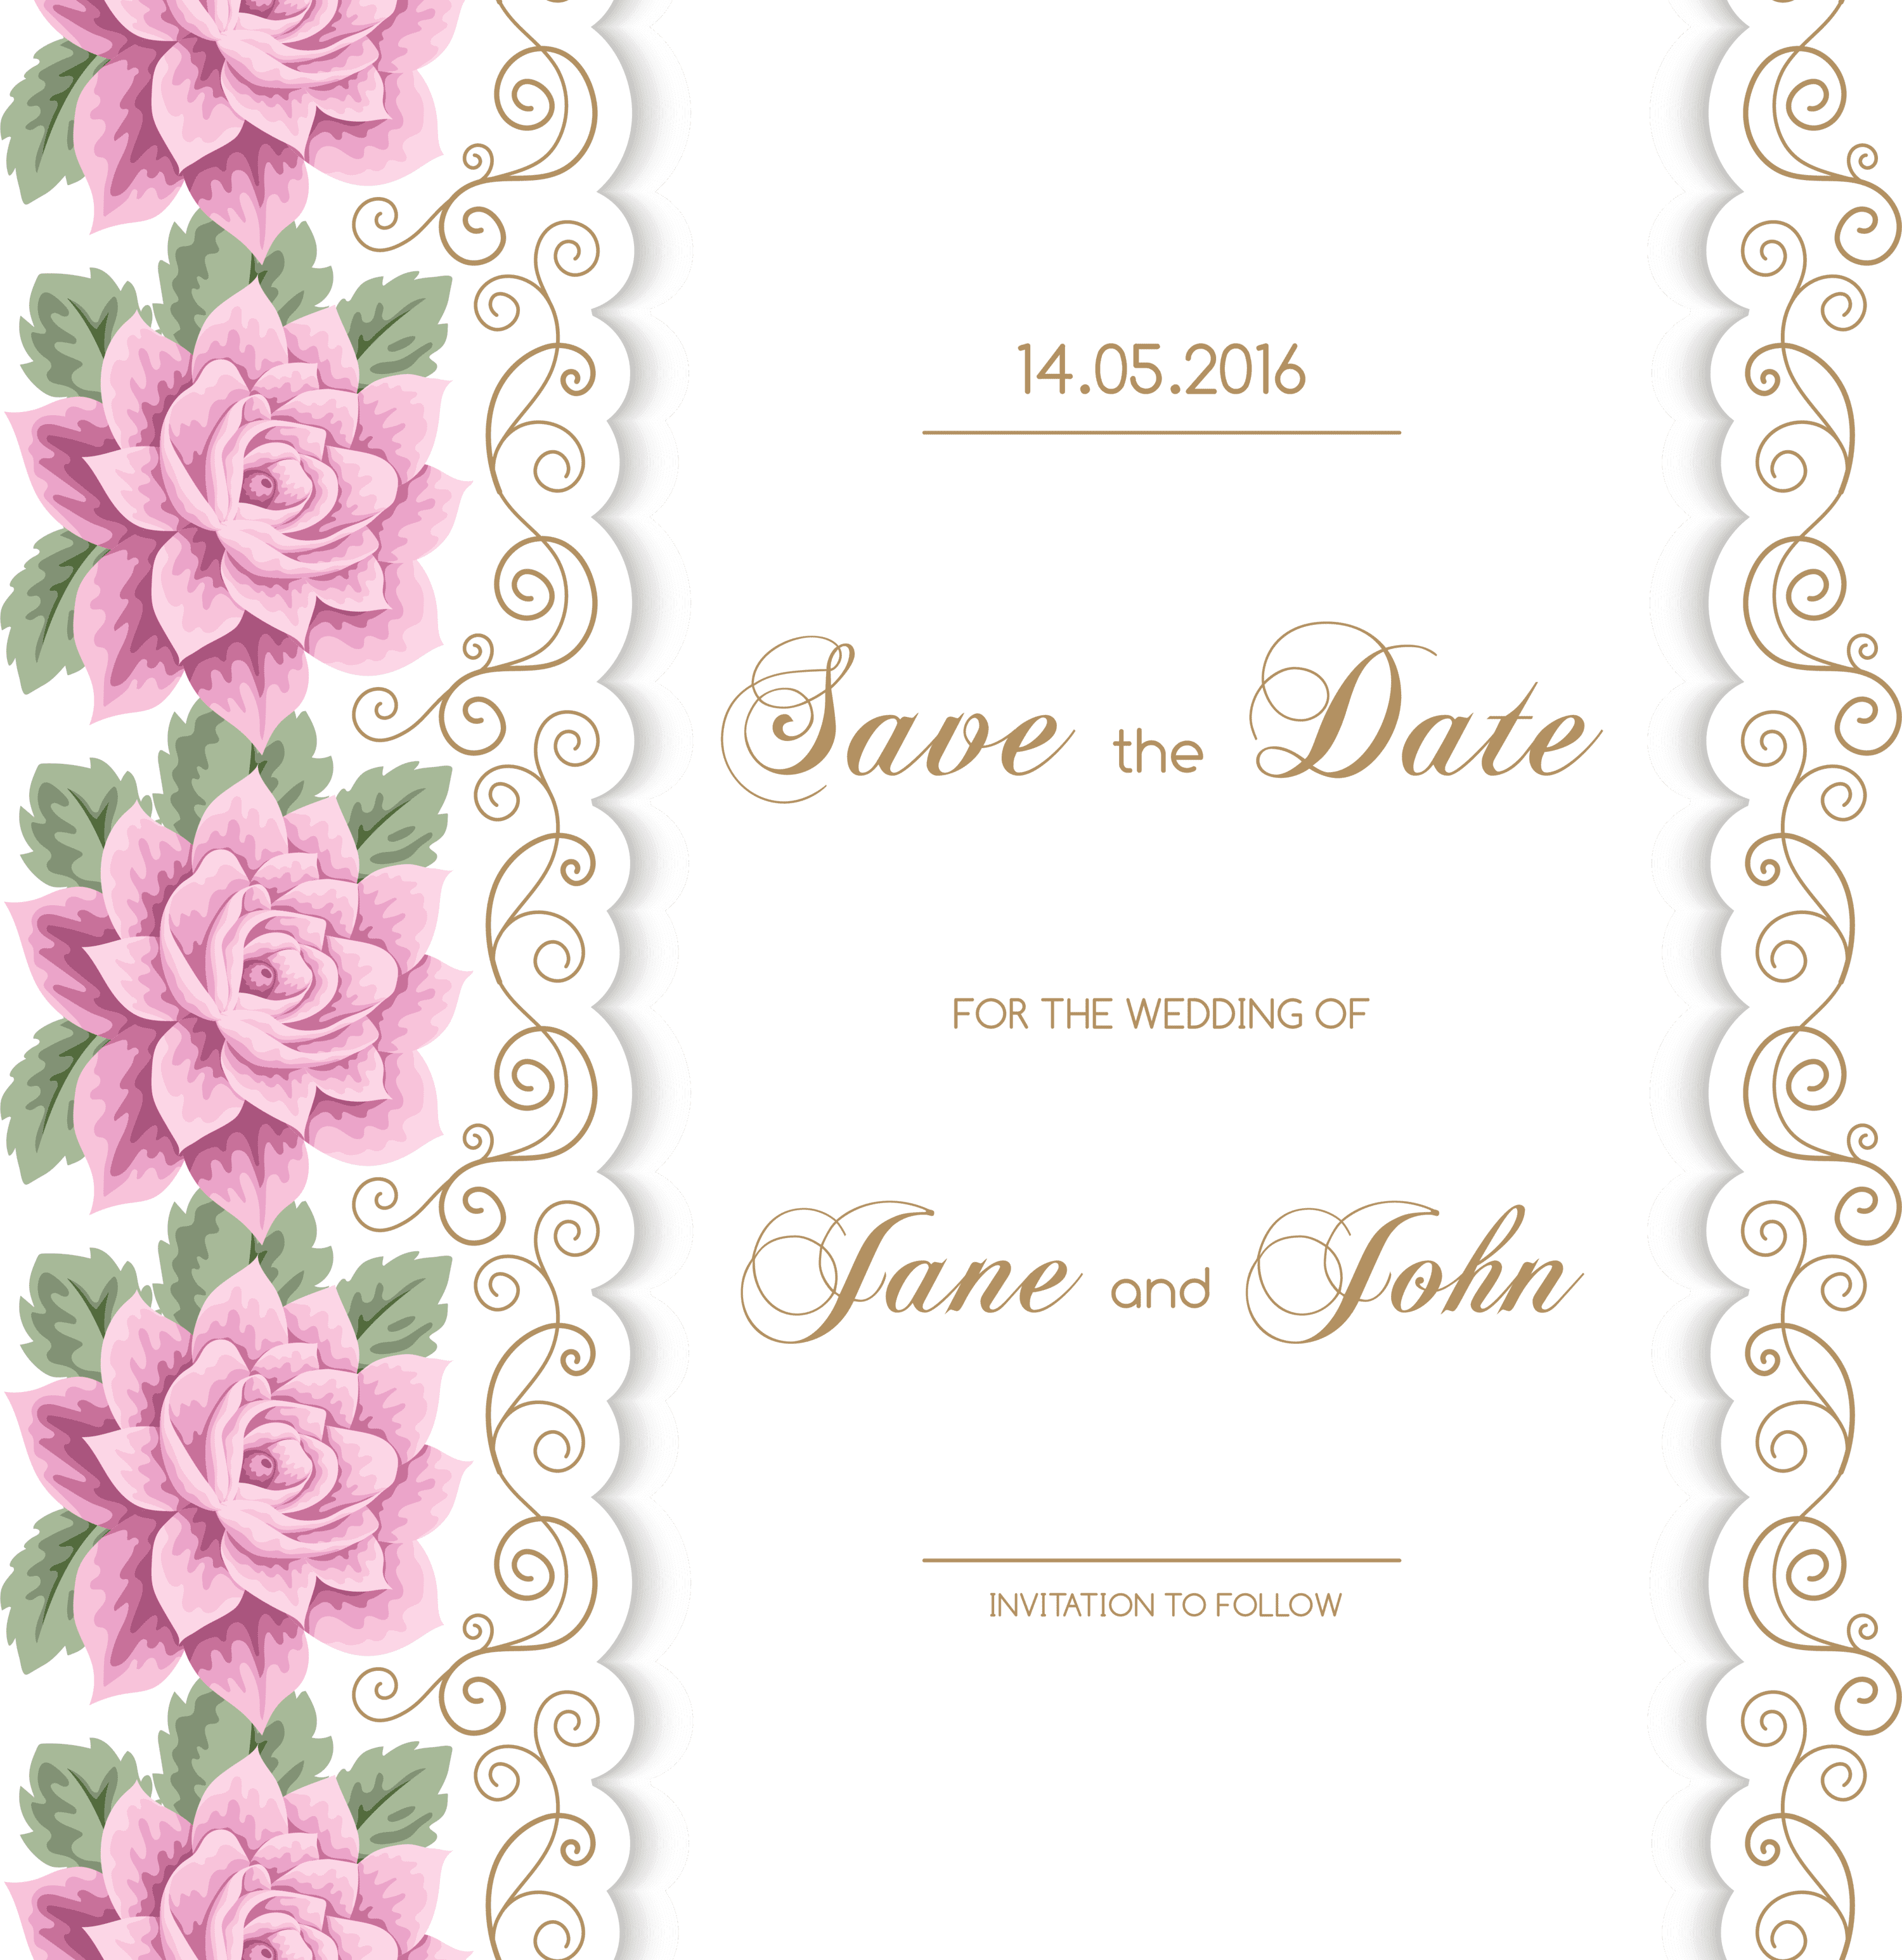 14.05.2016
Save the Date
FOR THE WEDDING OF
Jane and John
INVITATION TO FOLLOW